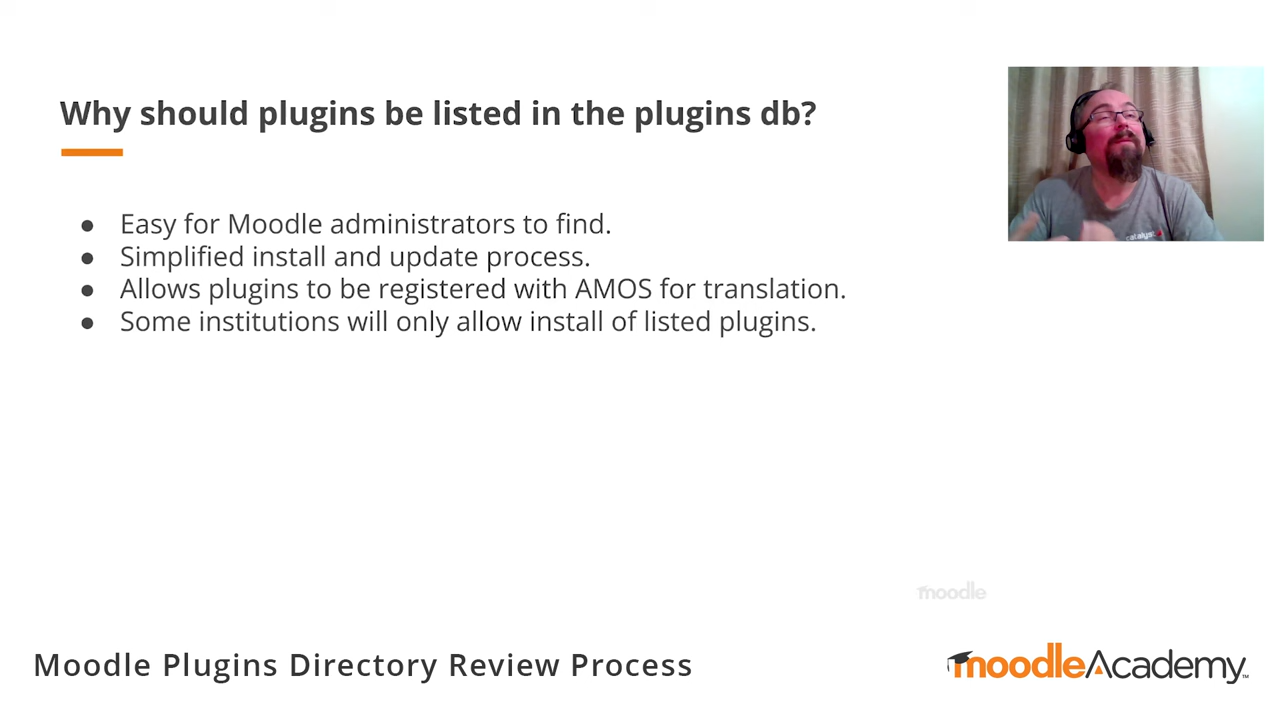 Why should plugins be listed in the plugins db?
● Easy for Moodle administrators to find.
● Simplified install and update process.
● Allows plugins to be registered with AMOS for translation.
● Some institutions will only allow install of listed plugins.
catalyst
moodle
Moodle Plugins Directory Review Process
moodleAcademy™